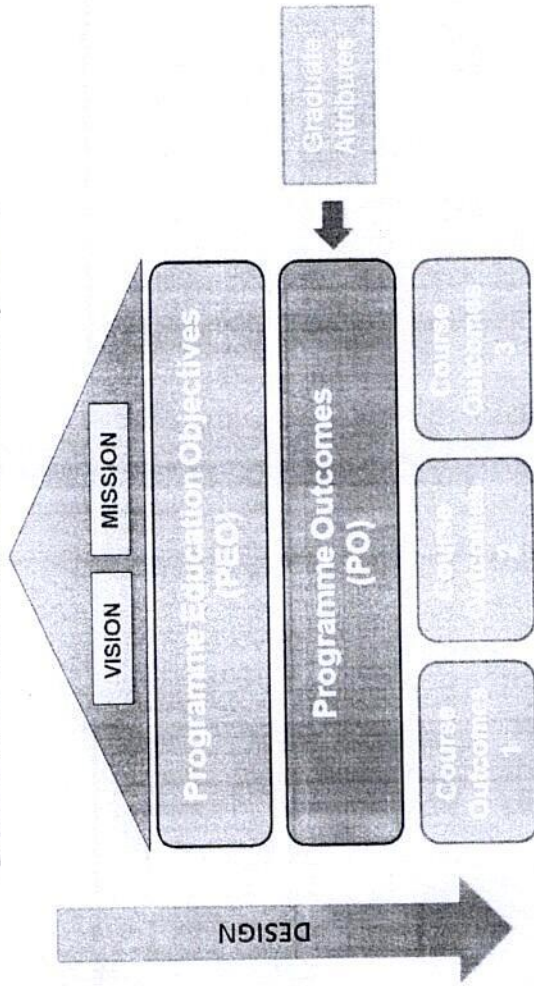 VISION
MISSION
Programme Education Objectives
(PEO)
Programme Outcomes
(PO)
Graduate
Attributes
Course
Outcomes
1
Course
Outcomes
2
Course
Outcomes
3
DESIGN